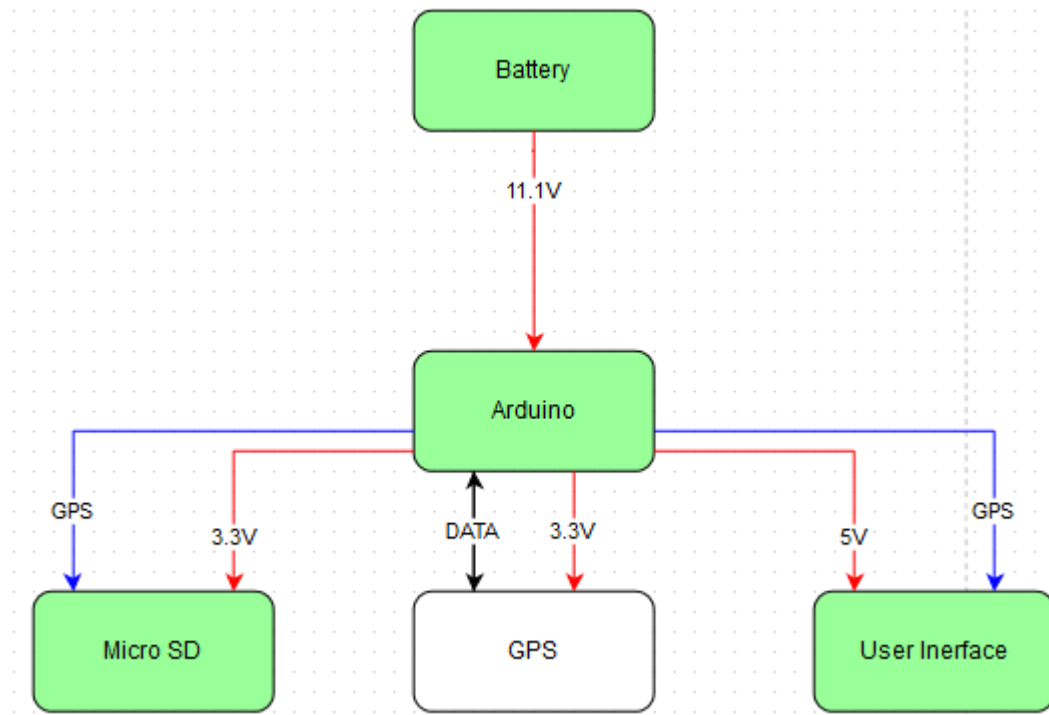 Battery
11.1V
Arduino
GPS
3.3V
DATA
3.3V
5V
GPS
Micro SD
GPS
User Inerface